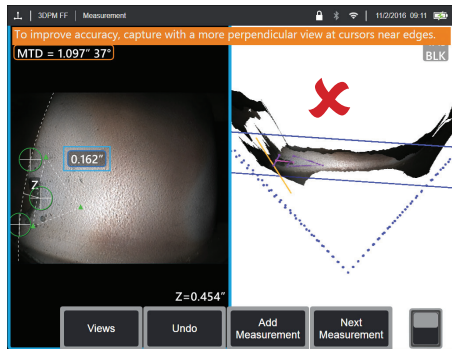 3DPM FF | Measurement
11/2/2016 09:11
To improve accuracy, capture with a more perpendicular view at cursors near edges.
MTD = 1.097" 37°
BLK
0.162"
Z
Z=0.454"
Views
Undo
Add
Measurement
Next
Measurement